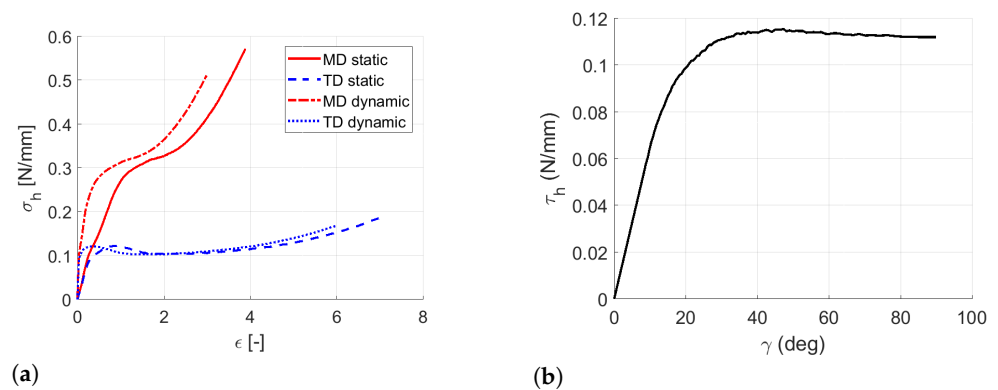 0.6
0.5
0.4
0.3
0.2
0.1
0
0 2 4 6 8
σh [N/mm]
ϵ [-]
MD static
TD static
MD dynamic
TD dynamic
(a)
0.12
0.1
0.08
0.06
0.04
0.02
0
0 20 40 60 80 100
τh (N/mm)
γ (deg)
(b)